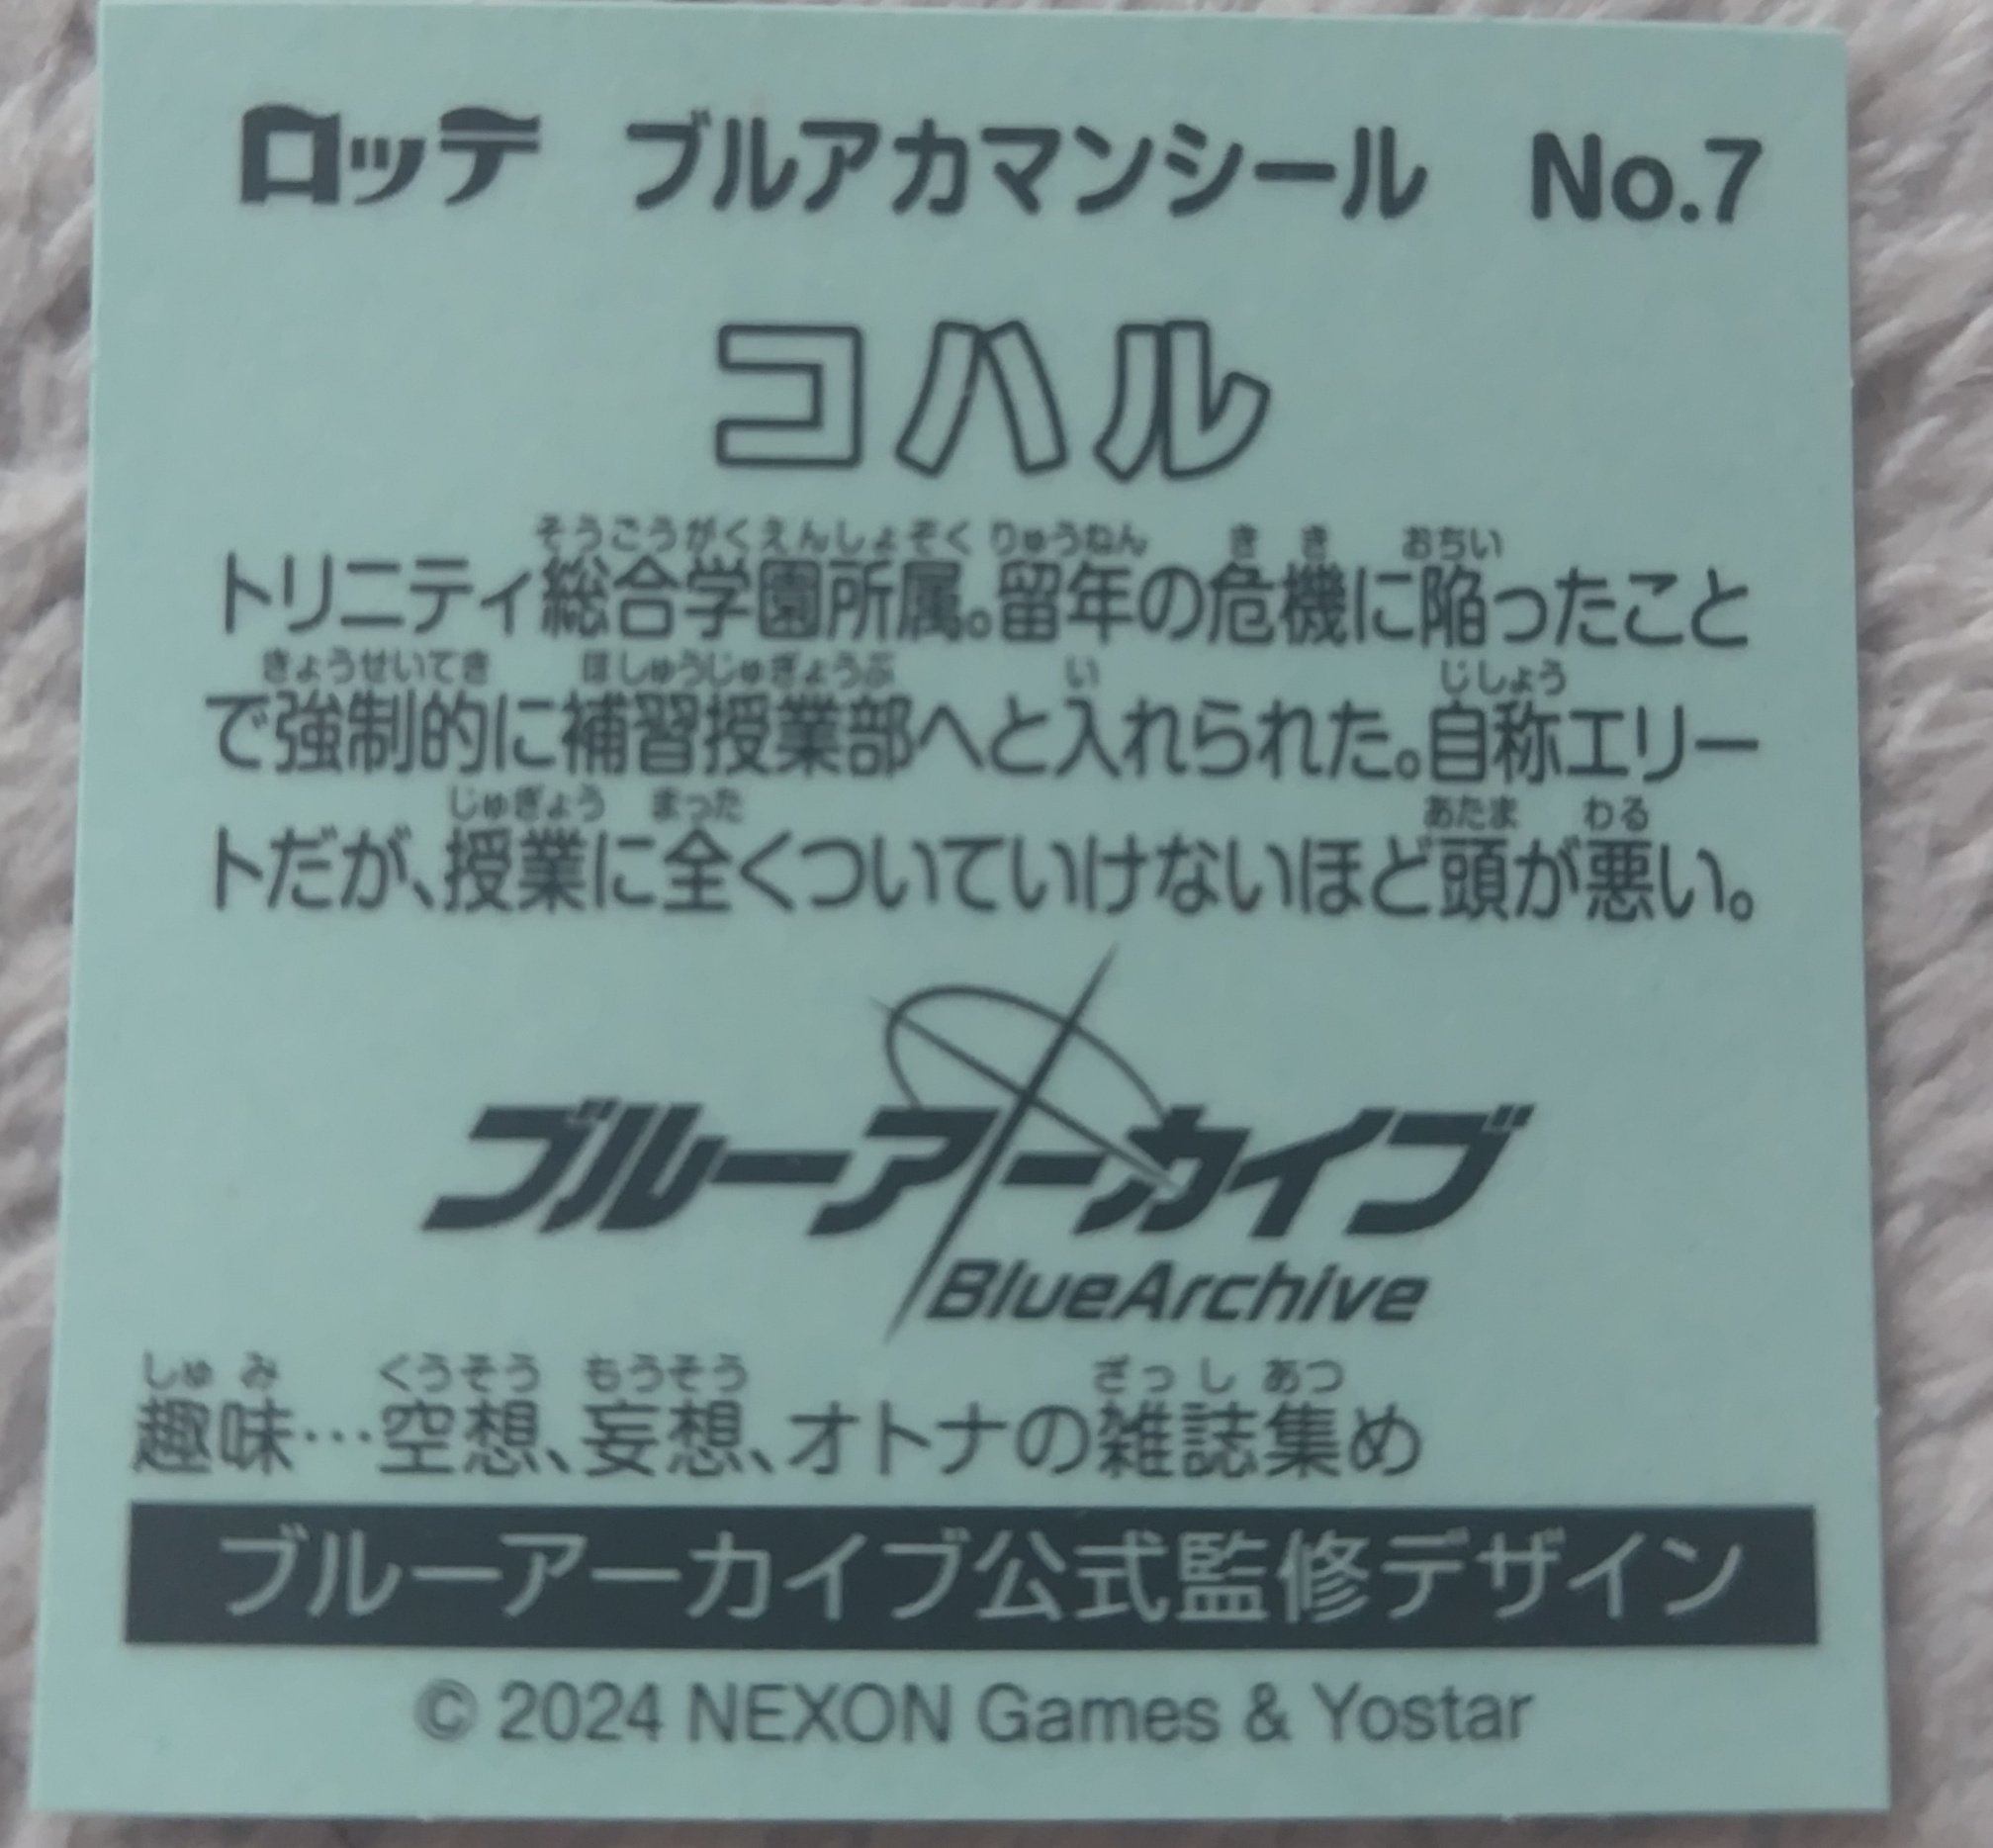 ロッテ ブルアカマンシール No.7
コハル
そうごうがくえんしょぞく りゅうねん きき おちい
トリニティ総合学園所属。留年の危機に陥ったこと
きょうせいてき ほしゅうじゅぎょうぶ い じしょう
で強制的に補習授業部へと入れられた。自称エリー
じゅぎょう まった あたま わる
トだが、授業に全くついていけないほど頭が悪い。
ブルーアーカイブ
BlueArchive
しゅみ くうそう もうそう ざっし あつ
趣味…空想、妄想、オトナの雑誌集め
ブルーアーカイブ公式監修デザイン
© 2024 NEXON Games & Yostar